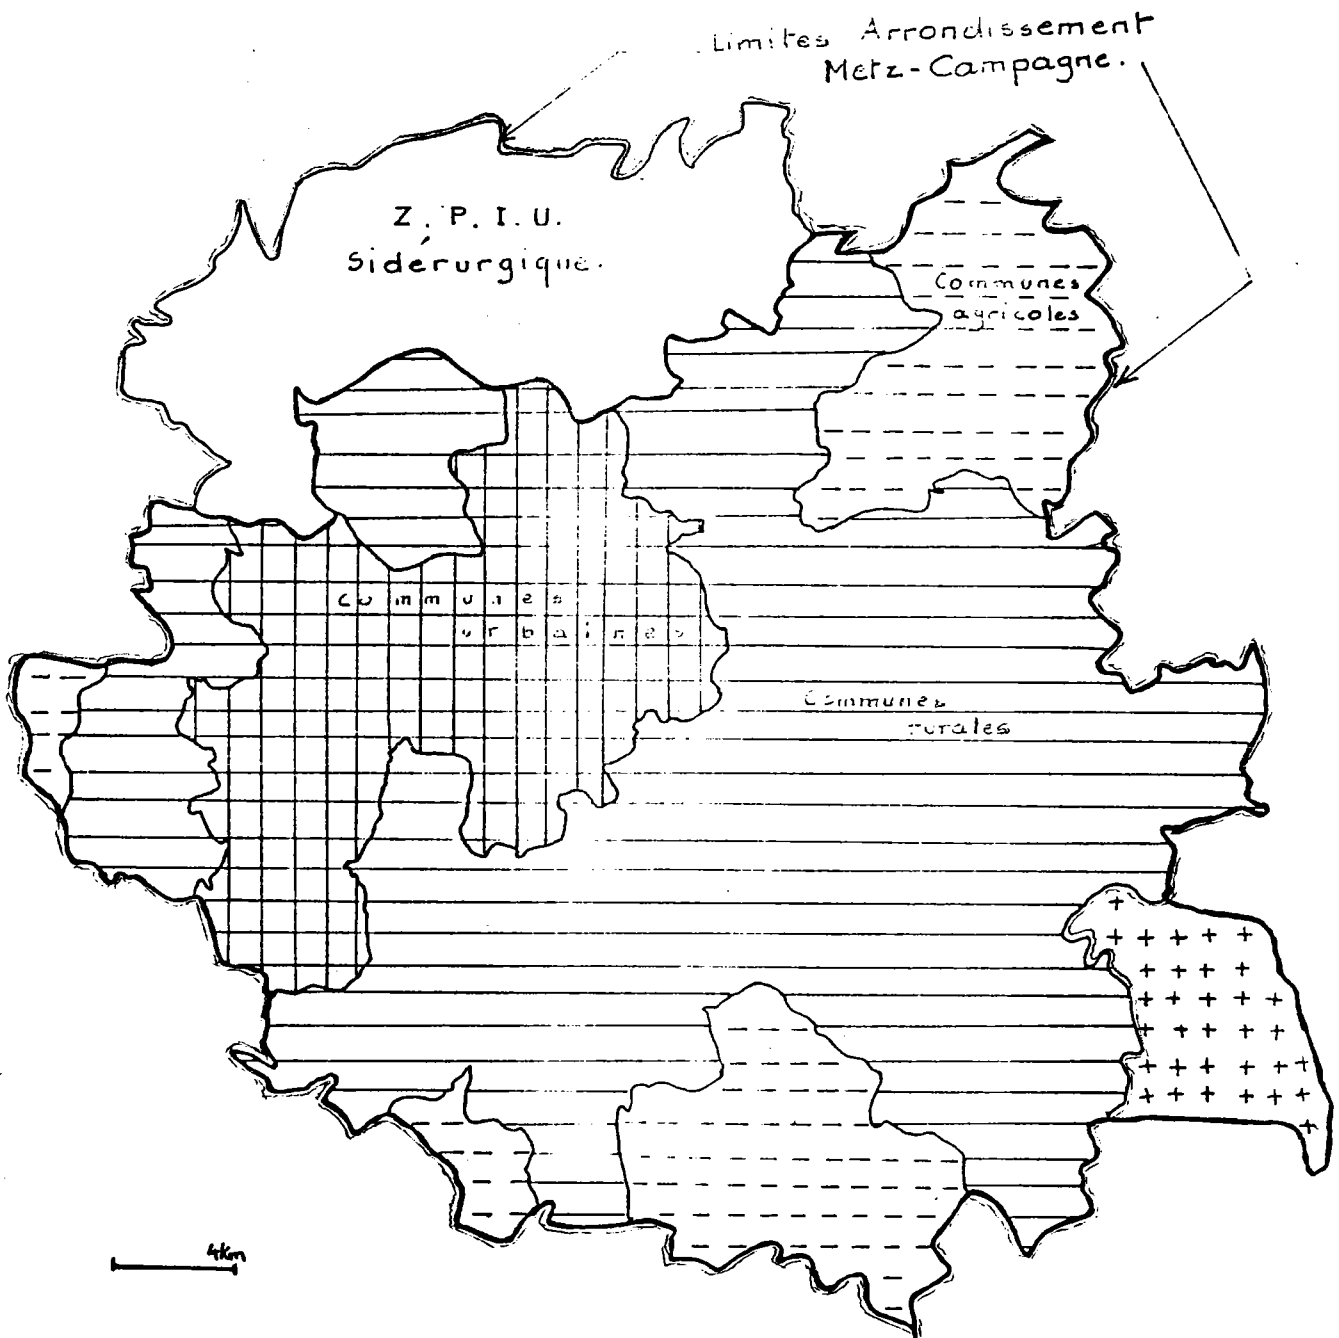 Limites Arrondissement
Metz-Campagne.
Z.P.I.U.
Sidérurgique.
Communes
agricoles
Communes
urbaines
Communes
rurales
4km